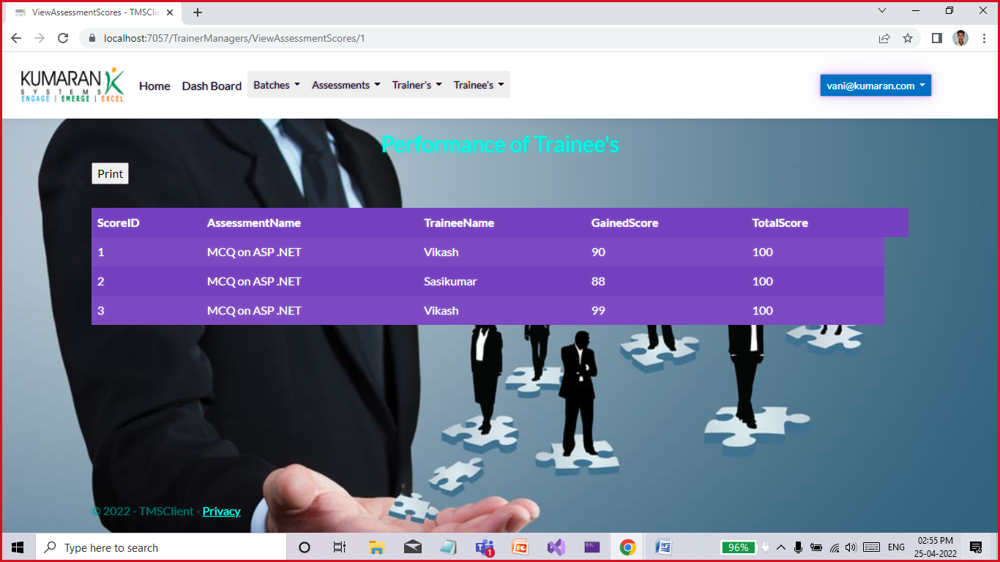 ViewAssessmentScores - TMSClie
localhost:7057/TrainerManagers/ViewAssessmentScores/1
KUMARAN
SYSTEMS
ENGAGE | EMERGE | EXCEL
Home Dash Board Batches Assessments Trainer's Trainee's
vani@kumaran.com
Performance of Trainee's
Print
ScoreID AssessmentName TraineeName GainedScore TotalScore
1 MCQ on ASP .NET Vikash 90 100
2 MCQ on ASP .NET Sasikumar 88 100
3 MCQ on ASP .NET Vikash 99 100
© 2022 - TMSClient - Privacy
Type here to search
1
EC
W
96%
ENG
02:55 PM
25-04-2022